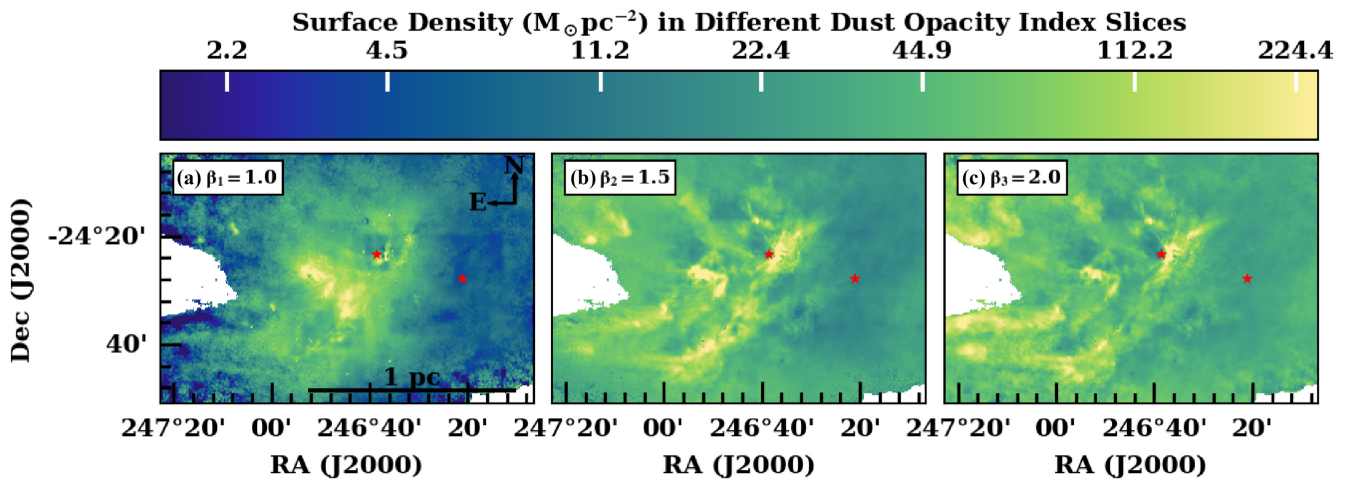 Surface Density (M⊙pc⁻²) in Different Dust Opacity Index Slices
2.2 4.5 11.2 22.4 44.9 112.2 224.4
(a) β₁ = 1.0 N (b) β₂ = 1.5 (c) β₃ = 2.0
E
-24°20'
40'
Dec (J2000)
1 pc
247°20' 00' 246°40' 20' 247°20' 00' 246°40' 20' 247°20' 00' 246°40' 20'
RA (J2000) RA (J2000) RA (J2000)